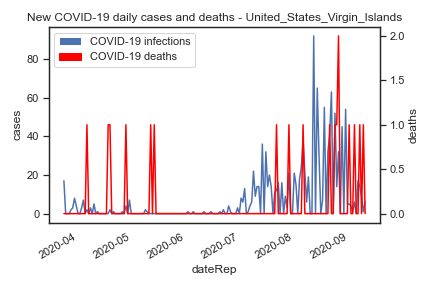 New COVID-19 daily cases and deaths - United_States_Virgin_Islands
COVID-19 infections
COVID-19 deaths
80
60
40
20
0
cases
2.0
1.5
1.0
0.5
0.0
deaths
2020-04
2020-05
2020-06
2020-07
2020-08
2020-09
dateRep